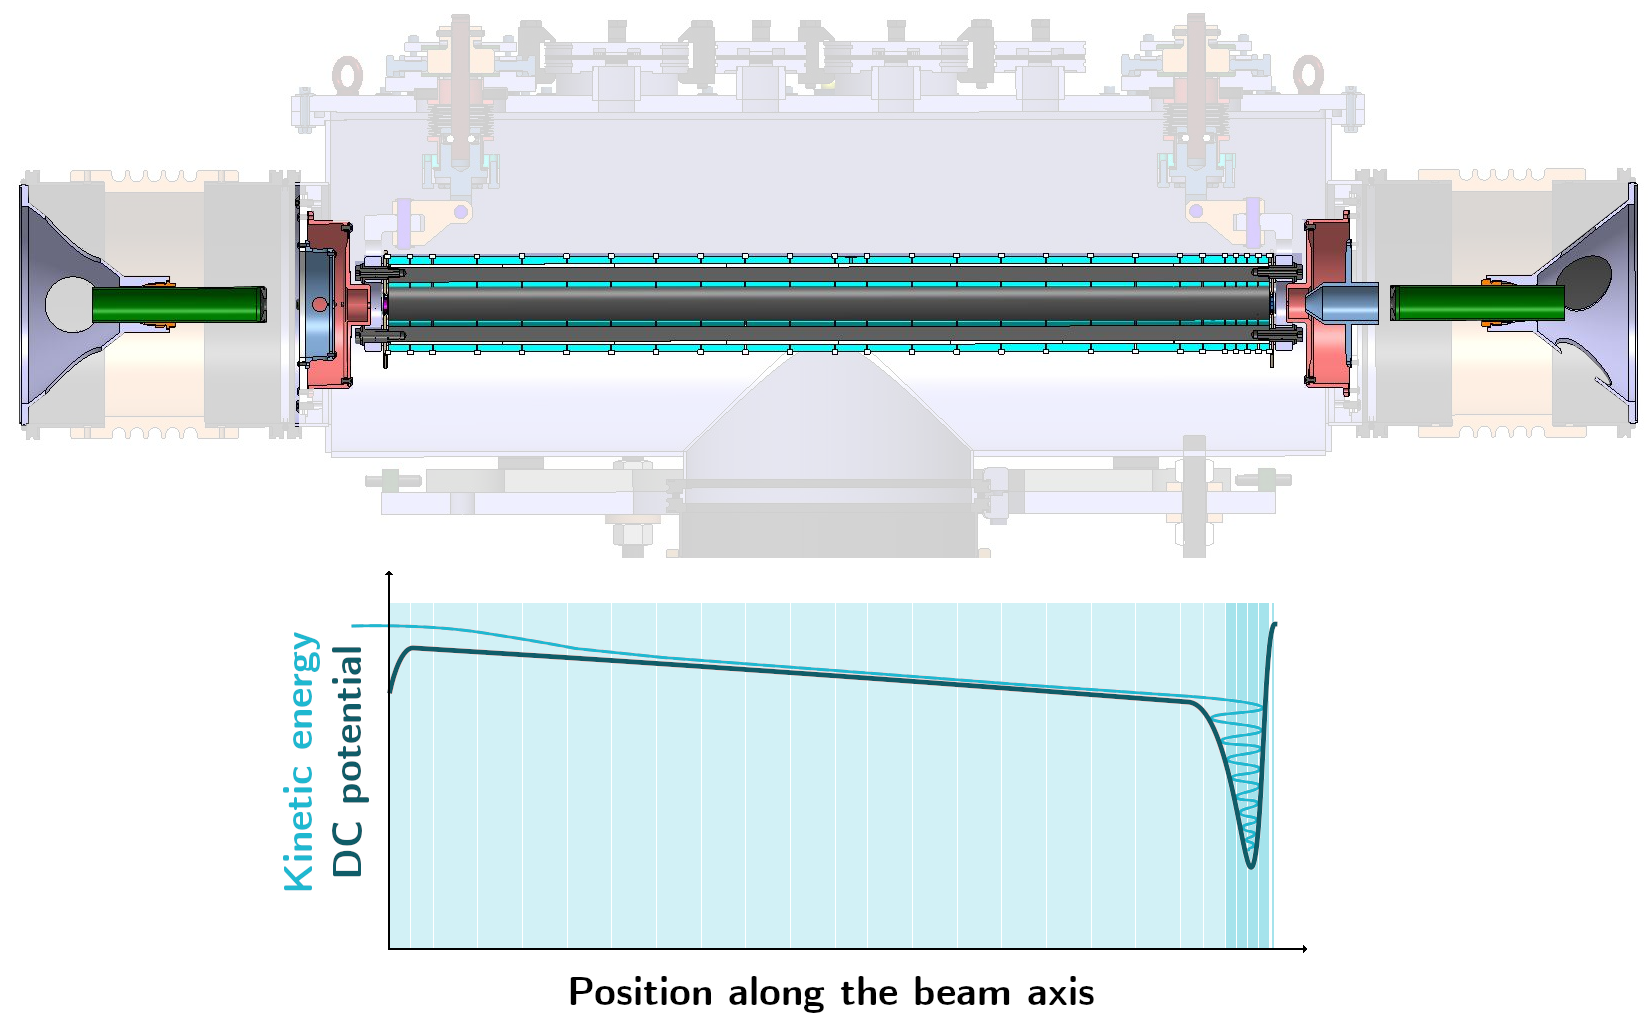 Kinetic energy
DC potential
Position along the beam axis